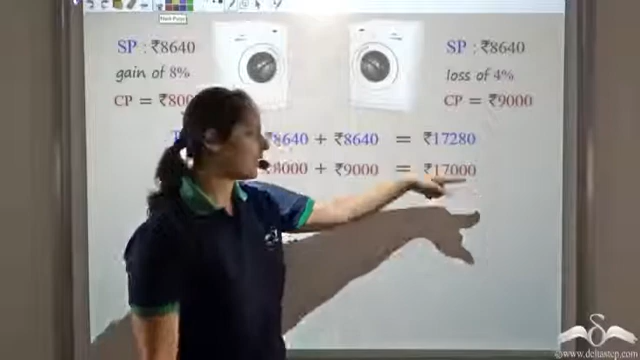 SP : ₹8640
gain of 8%
CP = ₹800
SP : ₹8640
loss of 4%
CP = ₹9000
₹8640 + ₹8640 = ₹17280
₹8000 + ₹9000 = ₹17000
©www.deltastep.com